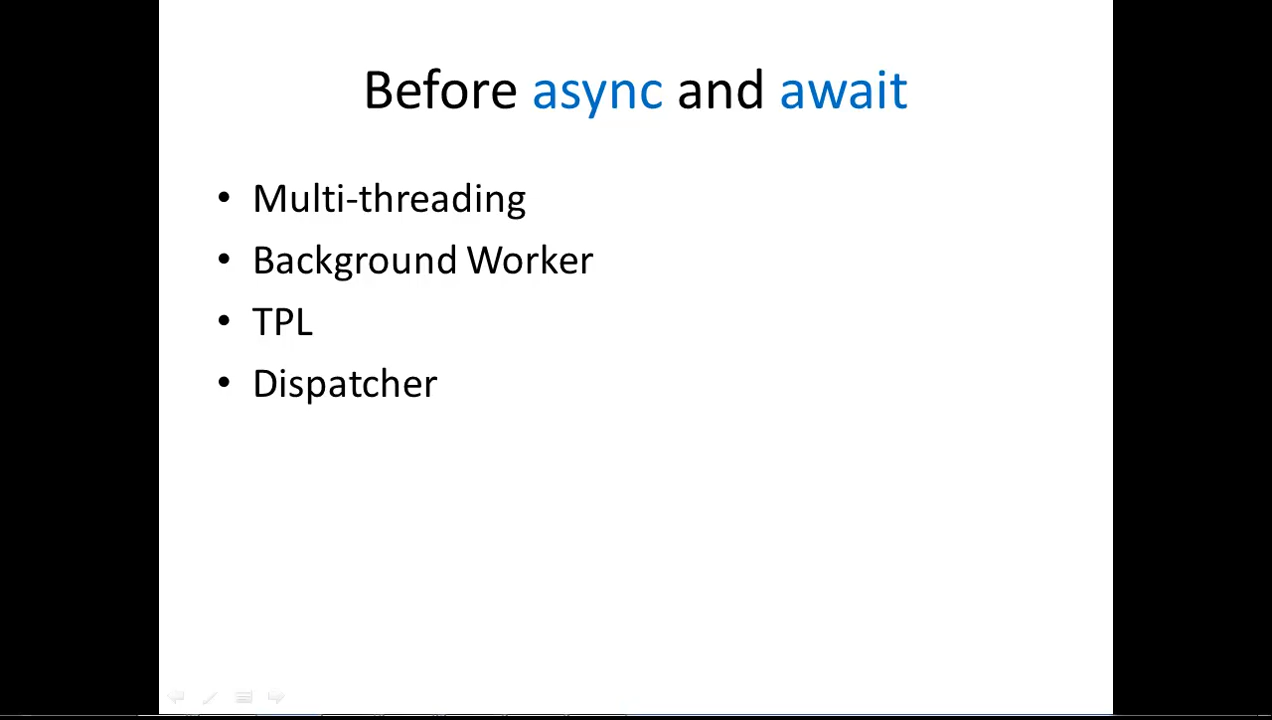 Before async and await
• Multi-threading
• Background Worker
• TPL
• Dispatcher